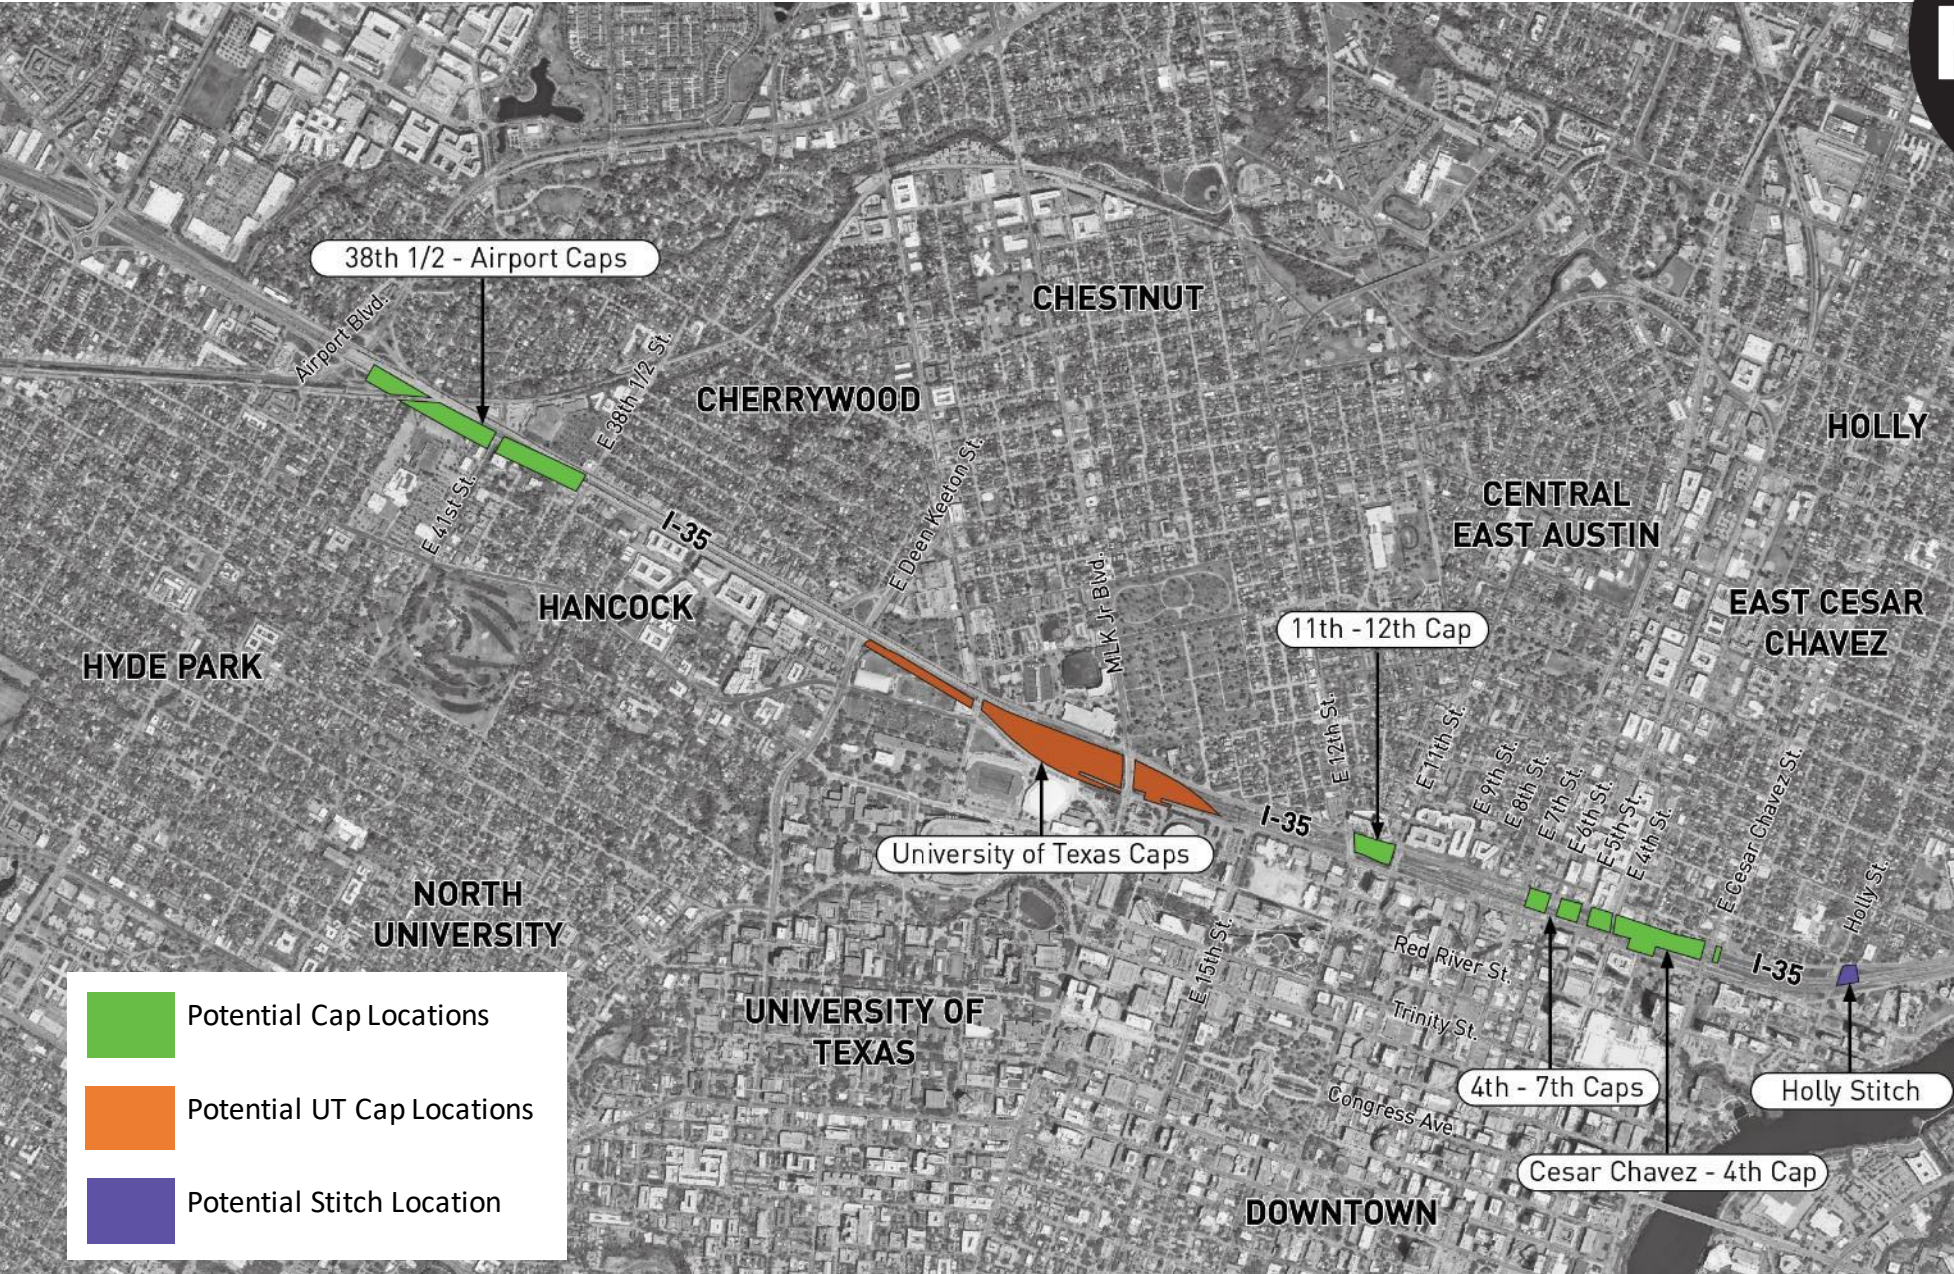 38th 1/2 - Airport Caps
Airport Blvd.
CHESTNUT
E 38th 1/2 St.
CHERRYWOOD
HOLLY
E 41st St.
I-35
E Deen Keeton St.
CENTRAL
EAST AUSTIN
HANCOCK
MLK Jr Blvd.
EAST CESAR
CHAVEZ
11th -12th Cap
HYDE PARK
E 12th St.
E 11th St.
E 9th St.
E 8th St.
E 7th St.
E 6th St.
E 5th St.
E 4th St.
E Cesar Chavez St.
I-35
University of Texas Caps
Holly St.
NORTH
UNIVERSITY
E 15th St.
Red River St.
I-35
Trinity St.
UNIVERSITY OF
TEXAS
4th - 7th Caps
Holly Stitch
Congress Ave.
Cesar Chavez - 4th Cap
DOWNTOWN
Potential Cap Locations
Potential UT Cap Locations
Potential Stitch Location